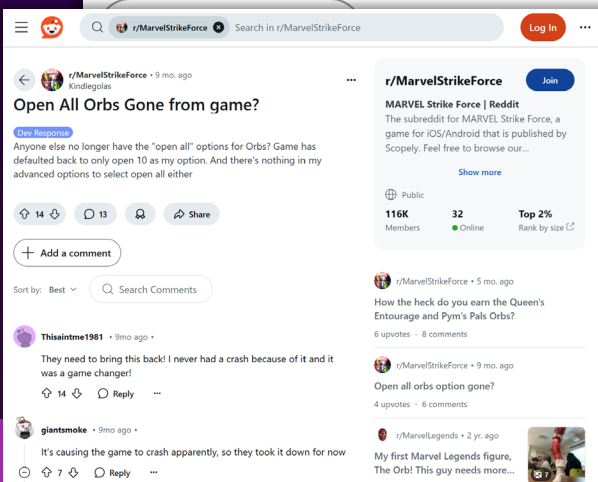 r/MarvelStrikeForce
Search in r/MarvelStrikeForce
Log In
r/MarvelStrikeForce • 9 mo. ago
Kindlegolas
Open All Orbs Gone from game?
Dev Response
Anyone else no longer have the "open all" options for Orbs? Game has
defaulted back to only open 10 as my option. And there's nothing in my
advanced options to select open all either
14
13
Share
Add a comment
Sort by: Best
Search Comments
Thisaintme1981 • 9mo ago •
They need to bring this back! I never had a crash because of it and it
was a game changer!
14
Reply
giantsmoke • 9mo ago •
It's causing the game to crash apparently, so they took it down for now
7
Reply
r/MarvelStrikeForce
Join
MARVEL Strike Force | Reddit
The subreddit for MARVEL Strike Force, a
game for iOS/Android that is published by
Scopely. Feel free to browse our...
Show more
Public
116K 32 Top 2%
Members Online Rank by size
r/MarvelStrikeForce • 5 mo. ago
How the heck do you earn the Queen's
Entourage and Pym's Pals Orbs?
6 upvotes · 8 comments
r/MarvelStrikeForce • 9 mo. ago
Open all orbs option gone?
4 upvotes · 6 comments
r/MarvelLegends • 2 yr. ago
My first Marvel Legends figure,
The Orb! This guy needs more...
7